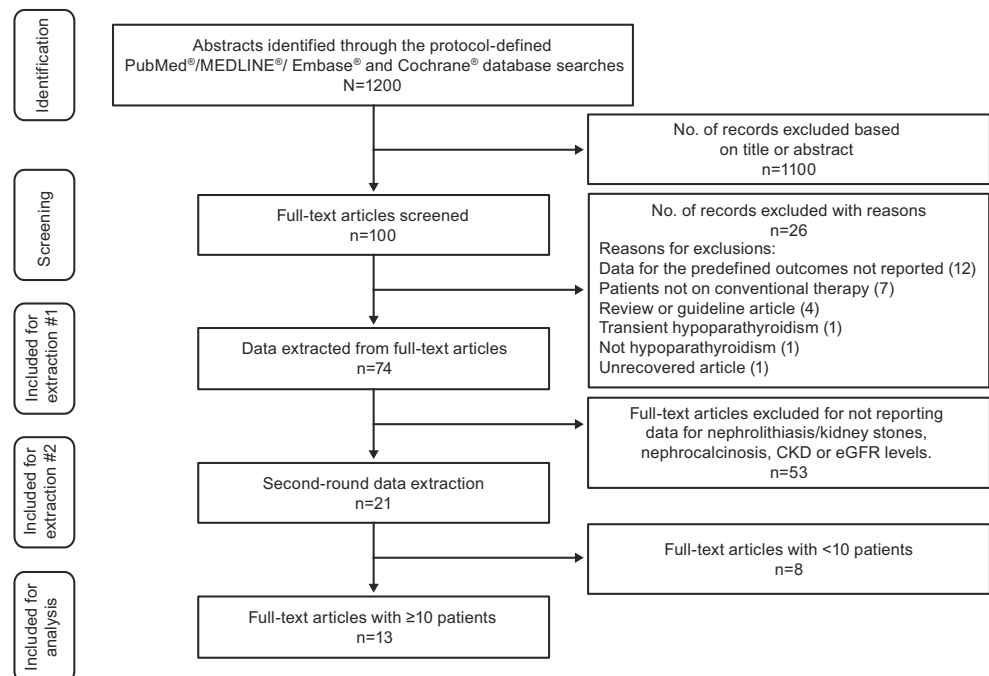 Identification
Abstracts identified through the protocol-defined
PubMed®/MEDLINE®/ Embase® and Cochrane® database searches
N=1200
No. of records excluded based
on title or abstract
n=1100
Screening
Full-text articles screened
n=100
No. of records excluded with reasons
n=26
Reasons for exclusions:
Data for the predefined outcomes not reported (12)
Patients not on conventional therapy (7)
Review or guideline article (4)
Transient hypoparathyroidism (1)
Not hypoparathyroidism (1)
Unrecovered article (1)
Included for
extraction #1
Data extracted from full-text articles
n=74
Full-text articles excluded for not reporting
data for nephrolithiasis/kidney stones,
nephrocalcinosis, CKD or eGFR levels.
n=53
Included for
extraction #2
Second-round data extraction
n=21
Full-text articles with <10 patients
n=8
Included for
analysis
Full-text articles with ≥10 patients
n=13